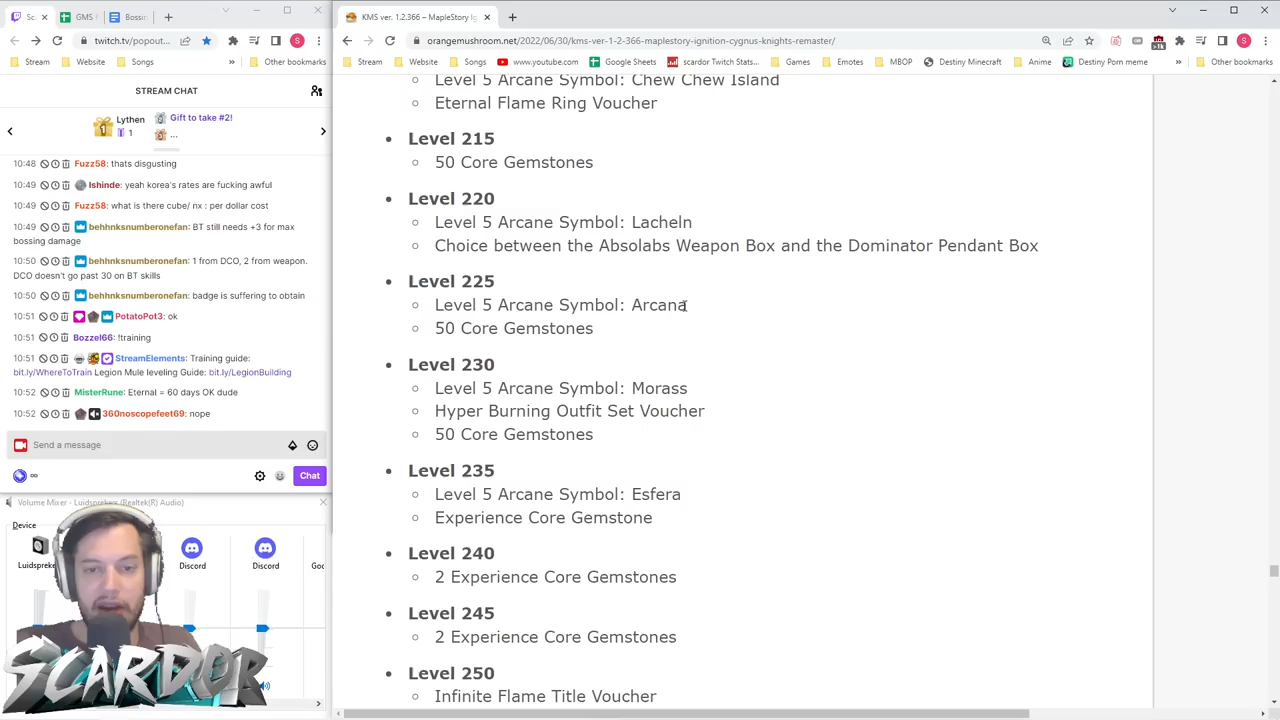 Sc
GMS
Bossin
KMS ver. 1.2.366 – MapleStory Ig
twitch.tv/popout...
orangemushroom.net/2022/06/30/kms-ver-1-2-366-maplestory-ignition-cygnus-knights-remaster/
Stream Website Songs » Other bookmarks
Stream Website Songs www.youtube.com Google Sheets scardor Twitch Stats... Games Emotes MBOP Destiny Minecraft Anime Destiny Porn meme » Other bookmarks
STREAM CHAT
Lythen
1
Gift to take #2!
...
10:48 Fuzz58: thats disgusting
10:49 Ishinde: yeah korea's rates are fucking awful
10:49 Fuzz58: what is there cube/ nx : per dollar cost
10:49 behhnksnumberonefan: BT still needs +3 for max
bossing damage
10:50 behhnksnumberonefan: 1 from DCO, 2 from weapon.
DCO doesn't go past 30 on BT skills
10:50 behhnksnumberonefan: badge is suffering to obtain
10:51 PotatoPot3: ok
10:51 Bozzel66: !training
10:51 StreamElements: Training guide:
bit.ly/WhereToTrain Legion Mule leveling Guide: bit.ly/LegionBuilding
10:52 MisterRune: Eternal = 60 days OK dude
10:52 360noscopefeet69: nope
Send a message
Chat
Volume Mixer - Luidsprekers (Realtek(R) Audio)
Device
Luidspreke
Discord
Discord
Goo
SCARDOR
Level 5 Arcane Symbol: Chew Chew Island
Eternal Flame Ring Voucher
Level 215
50 Core Gemstones
Level 220
Level 5 Arcane Symbol: Lacheln
Choice between the Absolabs Weapon Box and the Dominator Pendant Box
Level 225
Level 5 Arcane Symbol: Arcana
50 Core Gemstones
Level 230
Level 5 Arcane Symbol: Morass
Hyper Burning Outfit Set Voucher
50 Core Gemstones
Level 235
Level 5 Arcane Symbol: Esfera
Experience Core Gemstone
Level 240
2 Experience Core Gemstones
Level 245
2 Experience Core Gemstones
Level 250
Infinite Flame Title Voucher